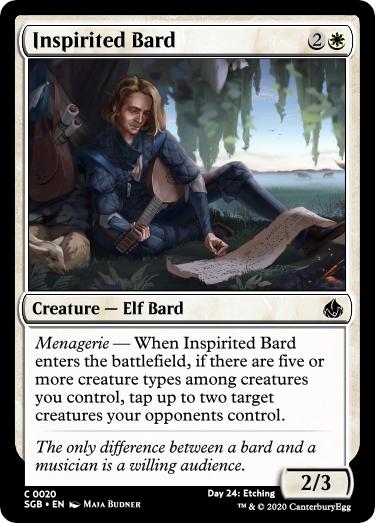 Inspirited Bard 2
Creature — Elf Bard
Menagerie — When Inspirited Bard
enters the battlefield, if there are five or
more creature types among creatures
you control, tap up to two target
creatures your opponents control.
The only difference between a bard and a
musician is a willing audience.
2/3
C 0020
SGB • EN Maja Budner
Day 24: Etching
™ & © 2020 CanterburyEgg